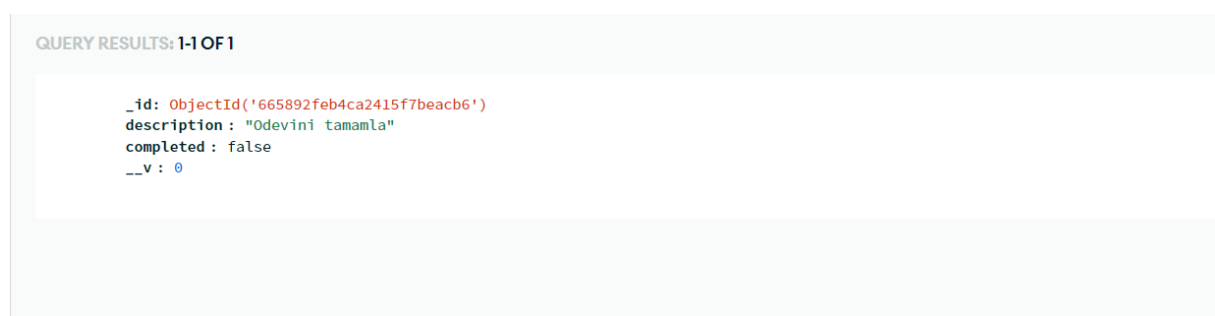 QUERY RESULTS: 1-1 OF 1
_id: ObjectId('665892feb4ca2415f7beacb6')
description : "Odevini tamamla"
completed : false
__v : 0